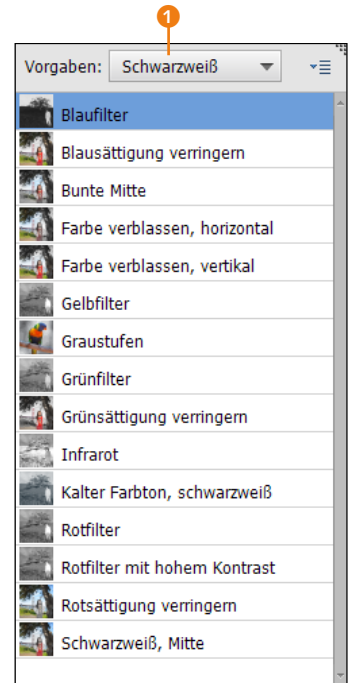 1
Vorgaben: Schwarzweiß
Blaufilter
Blausättigung verringern
Bunte Mitte
Farbe verblassen, horizontal
Farbe verblassen, vertikal
Gelbfilter
Graustufen
Grünfilter
Grünsättigung verringern
Infrarot
Kalter Farbton, schwarzweiß
Rotfilter
Rotfilter mit hohem Kontrast
Rotsättigung verringern
Schwarzweiß, Mitte